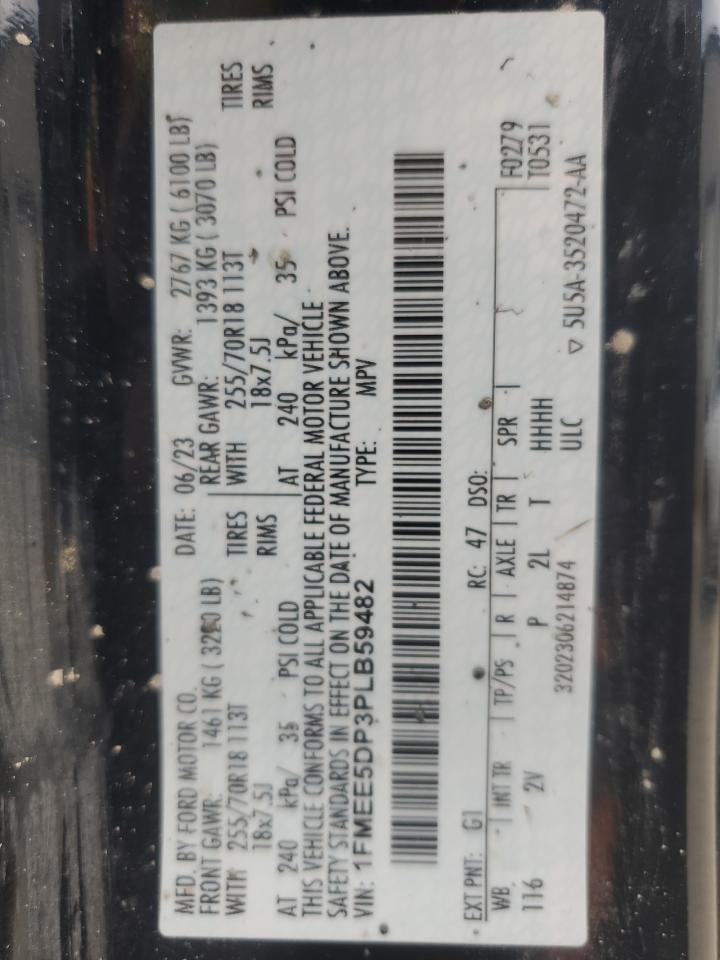 MFD. BY FORD MOTOR CO. DATE: 06/23 GVWR: 2767 KG ( 6100 LB)
FRONT GAWR: 1461 KG ( LB) REAR GAWR: 1393 KG ( 3070 LB)
WITH 255/70R18 113T TIRES WITH 255/70R18 113T TIRES
18x7.5J RIMS 18x7.5J RIMS
AT 240 kPa/ 35 PSI COLD AT 240 kPa/ 35 PSI COLD
THIS VEHICLE CONFORMS TO ALL APPLICABLE FEDERAL MOTOR VEHICLE
SAFETY STANDARDS IN EFFECT ON THE DATE OF MANUFACTURE SHOWN ABOVE.
VIN: 1FMEE5DP3PLB59482 TYPE: MPV
EXT PNT: G1 RC: 47 DSO:
WB INT TR TP/PS R AXLE TR SPR F0279
116 2V P 2L T HHHH T0531
3202306214874 ULC ▽ 5U5A-3520472-AA